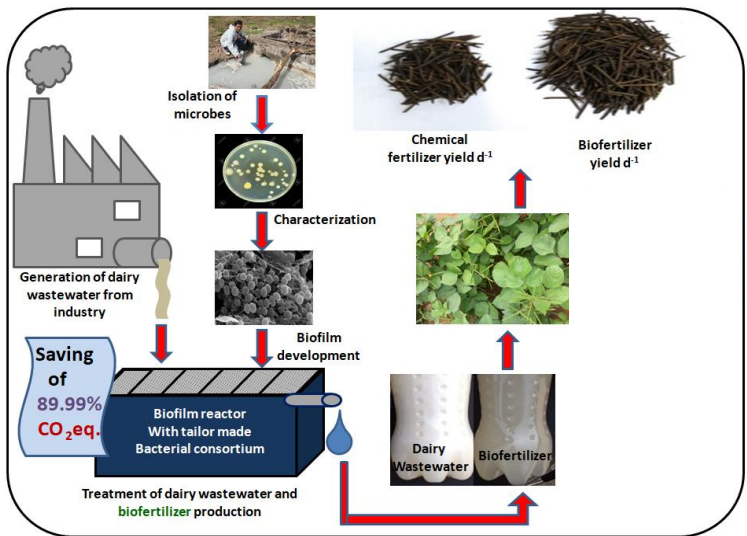 Isolation of
microbes
Chemical
fertilizer yield d⁻¹
Biofertilizer
yield d⁻¹
Characterization
Generation of dairy
wastewater from
industry
Biofilm
development
Saving
of
89.99%
CO₂eq.
Biofilm reactor
With tailor made
Bacterial consortium
Dairy
Wastewater
Biofertilizer
Treatment of dairy wastewater and
biofertilizer production